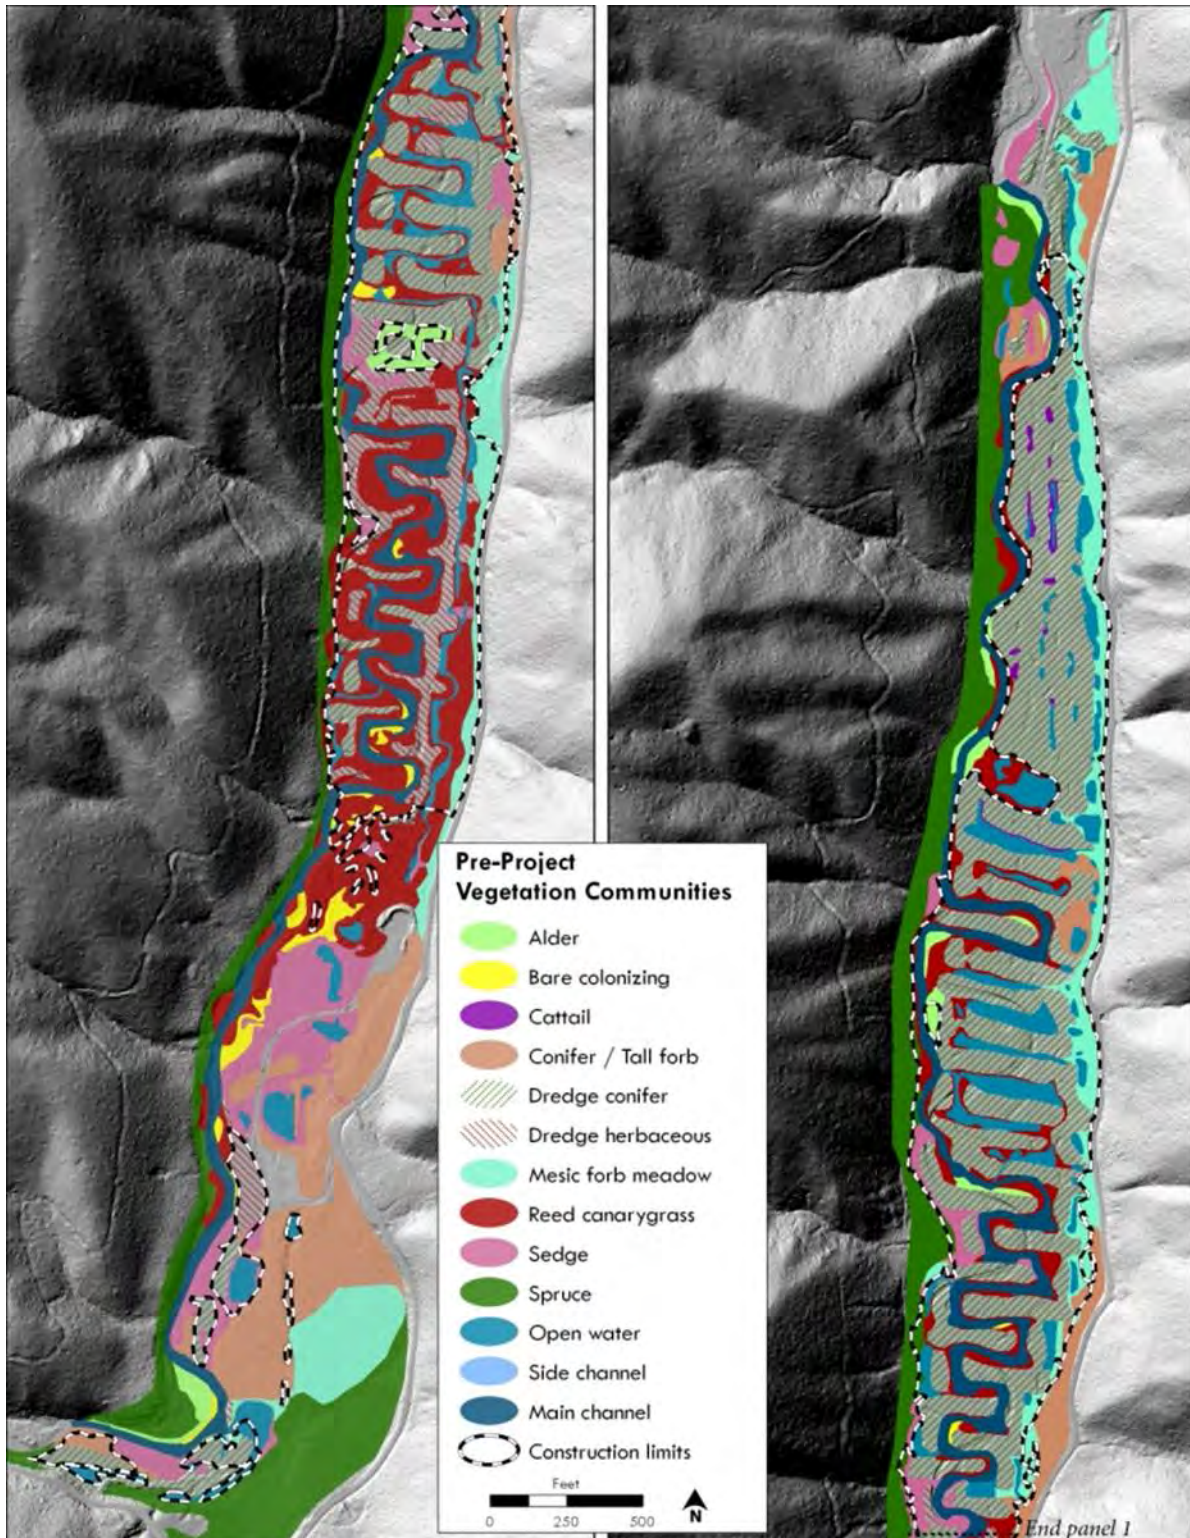 Pre-Project
Vegetation Communities
Alder
Bare colonizing
Cattail
Conifer / Tall forb
Dredge conifer
Dredge herbaceous
Mesic forb meadow
Reed canarygrass
Sedge
Spruce
Open water
Side channel
Main channel
Construction limits
Feet
0 250 500
N
End panel 1